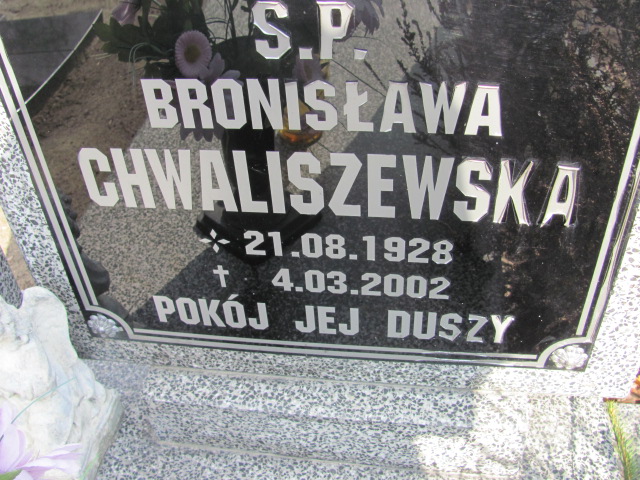 S.P.
BRONISŁAWA
CHWALISZEWSKA
21.08.1928
† 4.03.2002
POKÓJ JEJ DUSZY